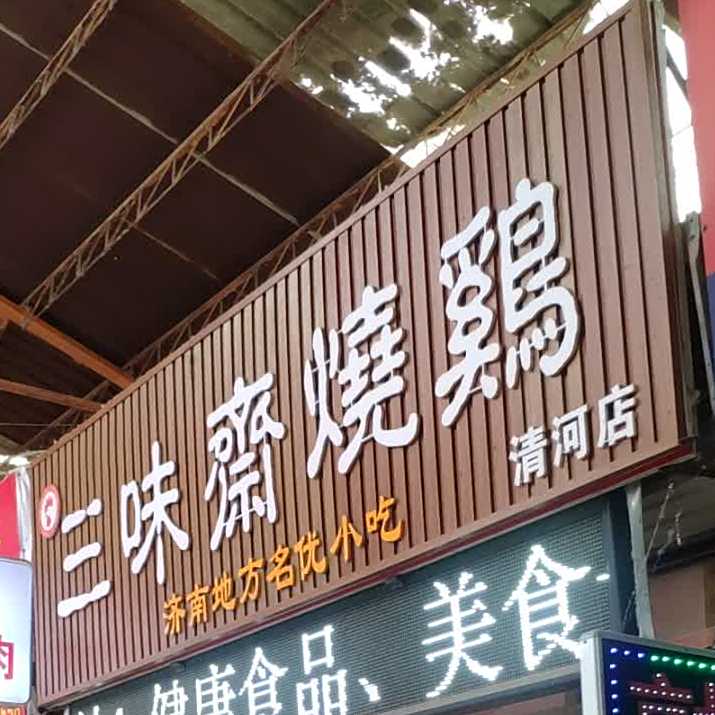 三味齋燒鷄
清河店
济南地方名优小吃
健康食品、美食
肉